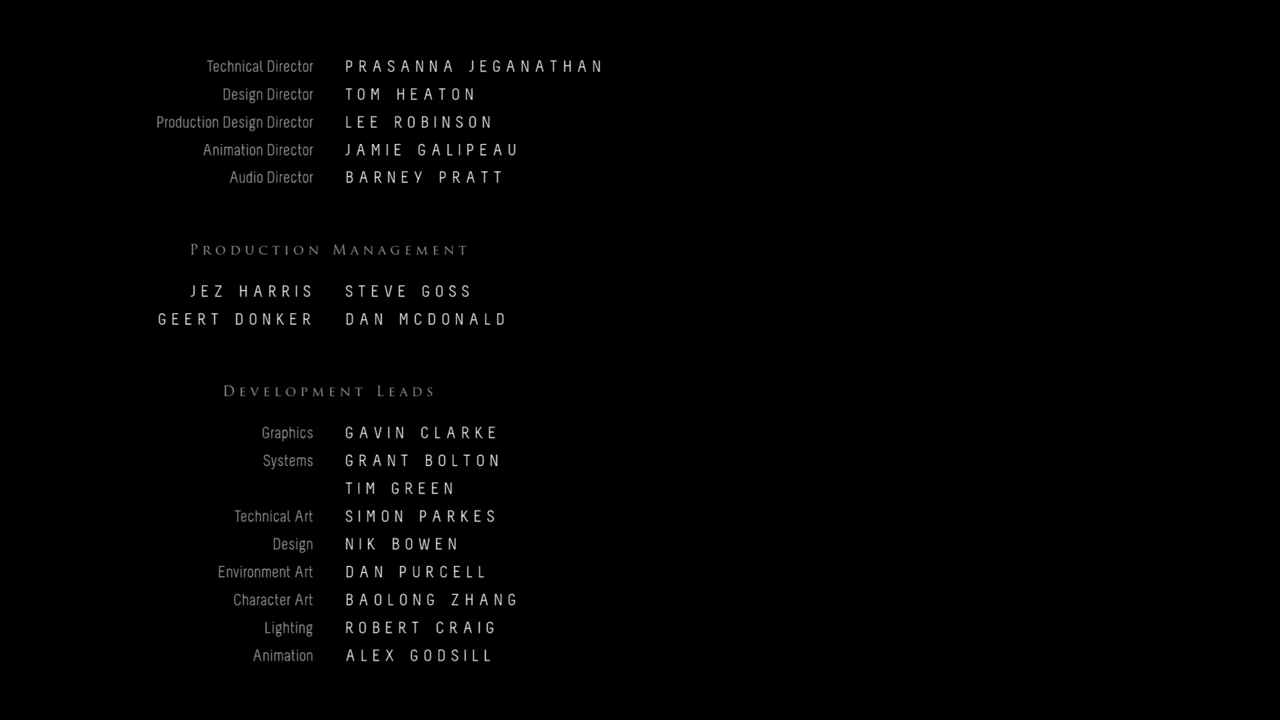 Technical Director PRASANNA JEGANATHAN
Design Director TOM HEATON
Production Design Director LEE ROBINSON
Animation Director JAMIE GALIPEAU
Audio Director BARNEY PRATT
PRODUCTION MANAGEMENT
JEZ HARRIS STEVE GOSS
GEERT DONKER DAN MCDONALD
DEVELOPMENT LEADS
Graphics GAVIN CLARKE
Systems GRANT BOLTON
TIM GREEN
Technical Art SIMON PARKES
Design NIK BOWEN
Environment Art DAN PURCELL
Character Art BAOLONG ZHANG
Lighting ROBERT CRAIG
Animation ALEX GODSILL